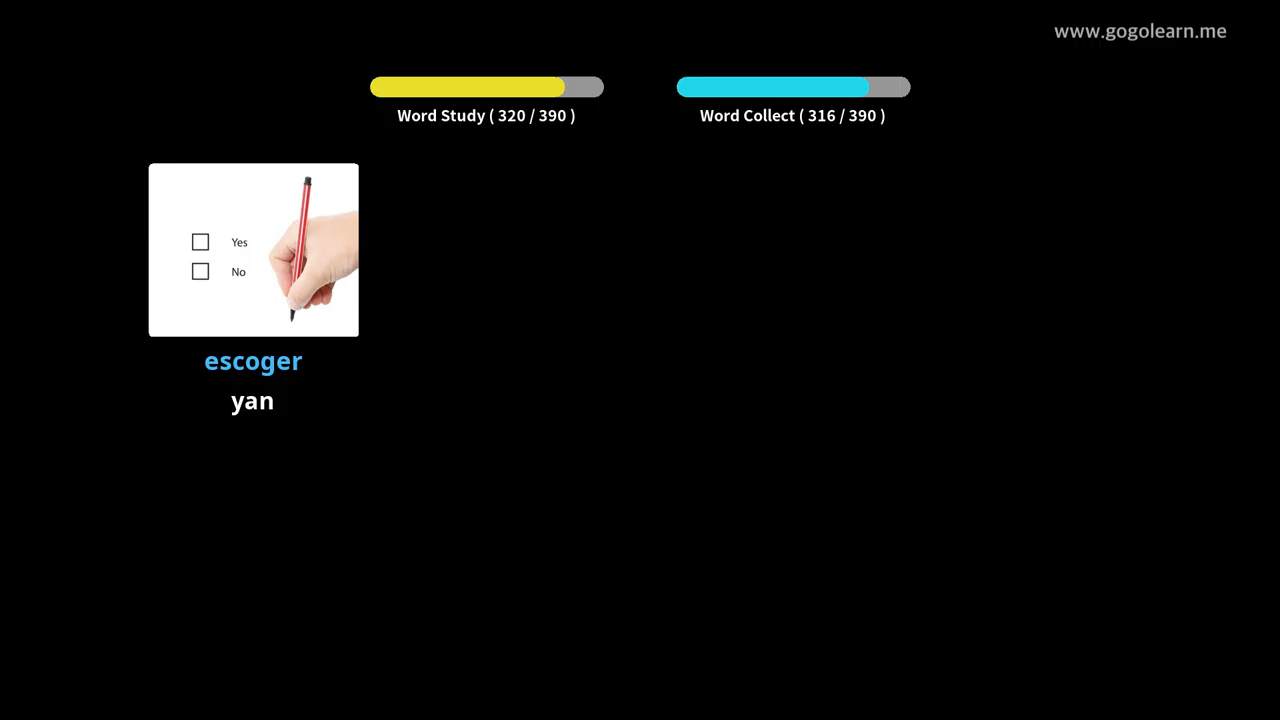 www.gogolearn.me
Word Study ( 320 / 390 )
Word Collect ( 316 / 390 )
Yes
No
escoger
yan